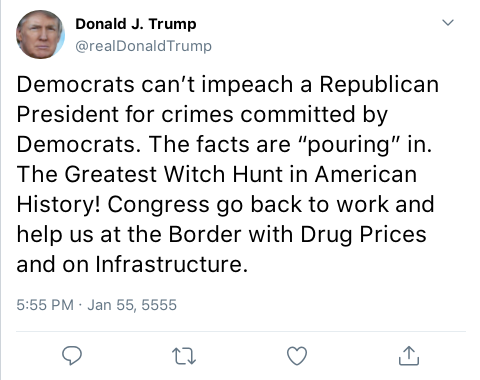 Donald J. Trump
@realDonaldTrump
Democrats can’t impeach a Republican
President for crimes committed by
Democrats. The facts are “pouring” in.
The Greatest Witch Hunt in American
History! Congress go back to work and
help us at the Border with Drug Prices
and on Infrastructure.
5:55 PM · Jan 55, 5555